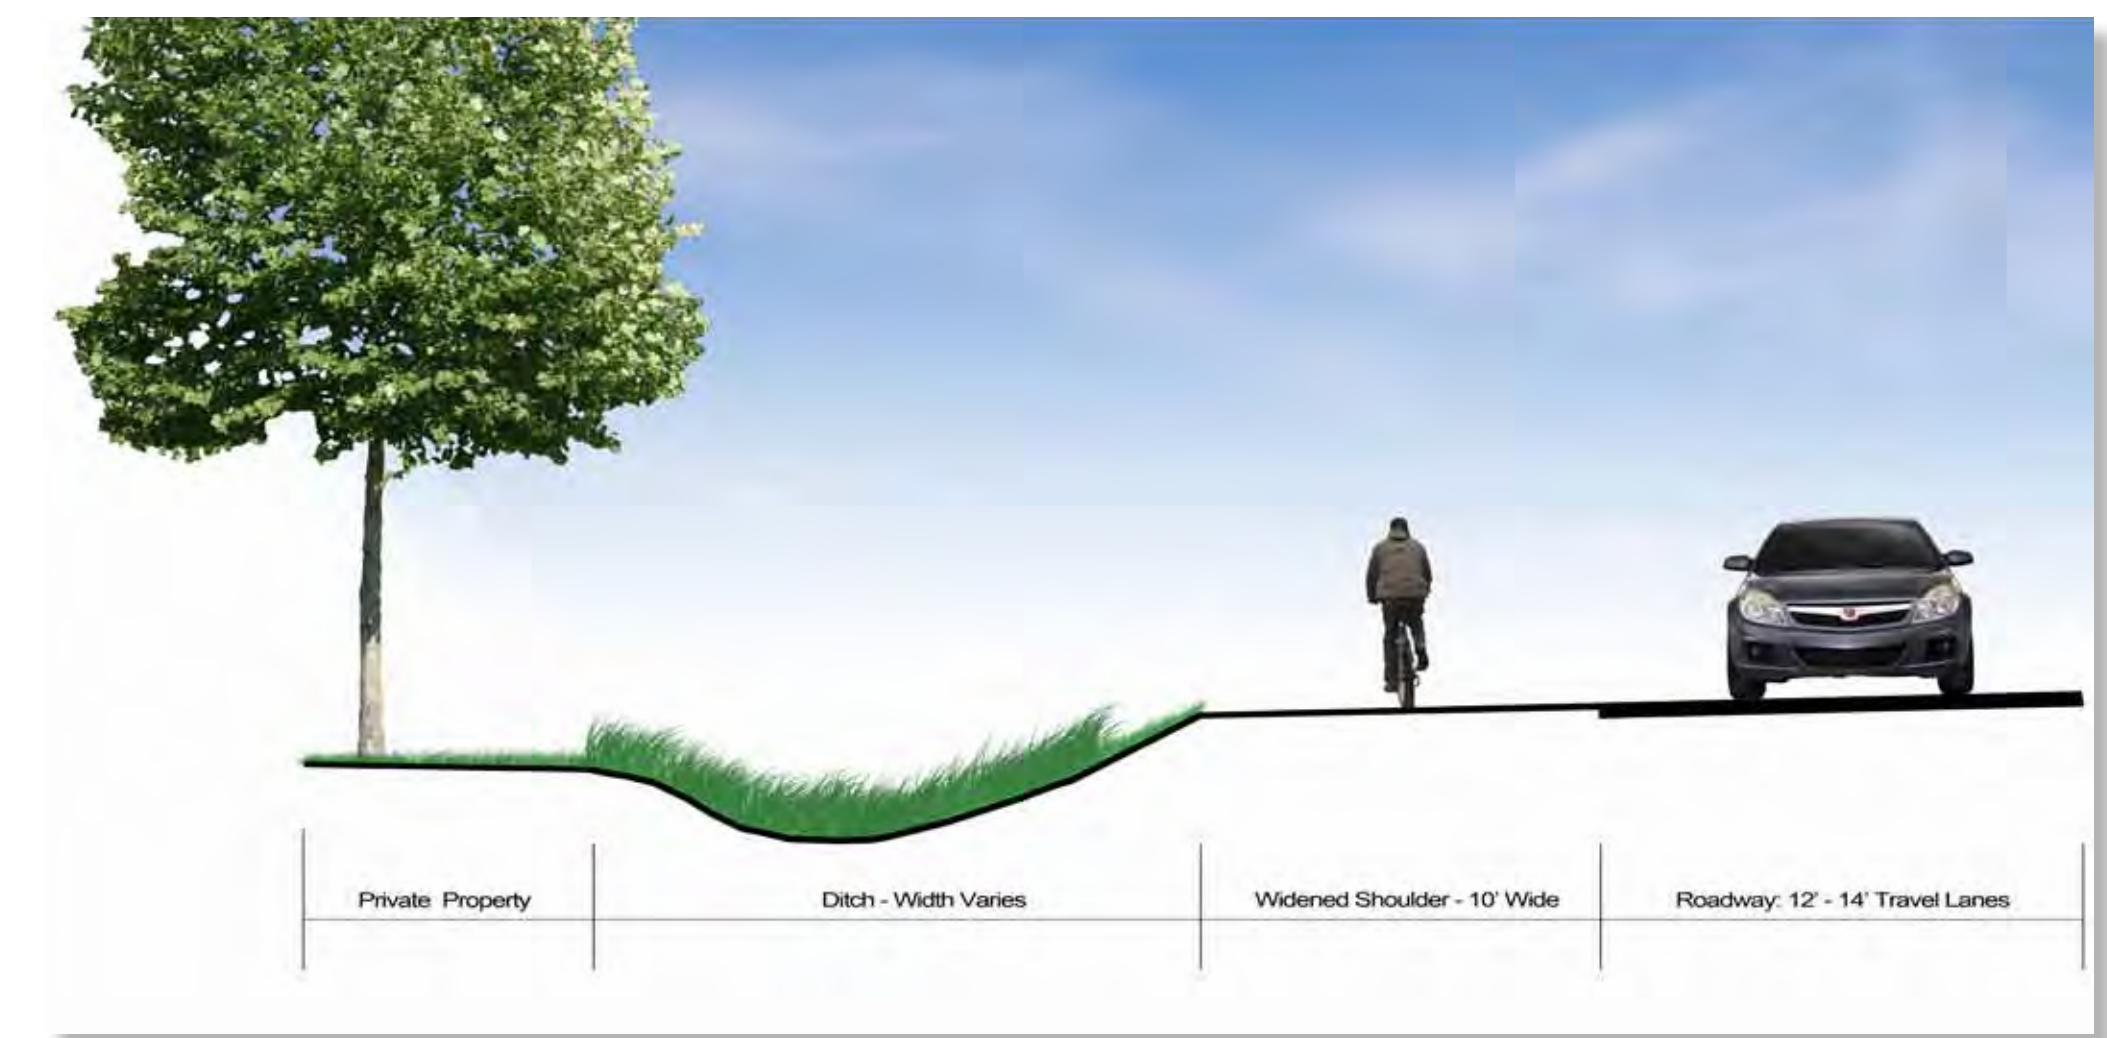 Private Property
Ditch - Width Varies
Widened Shoulder - 10' Wide
Roadway: 12' - 14' Travel Lanes